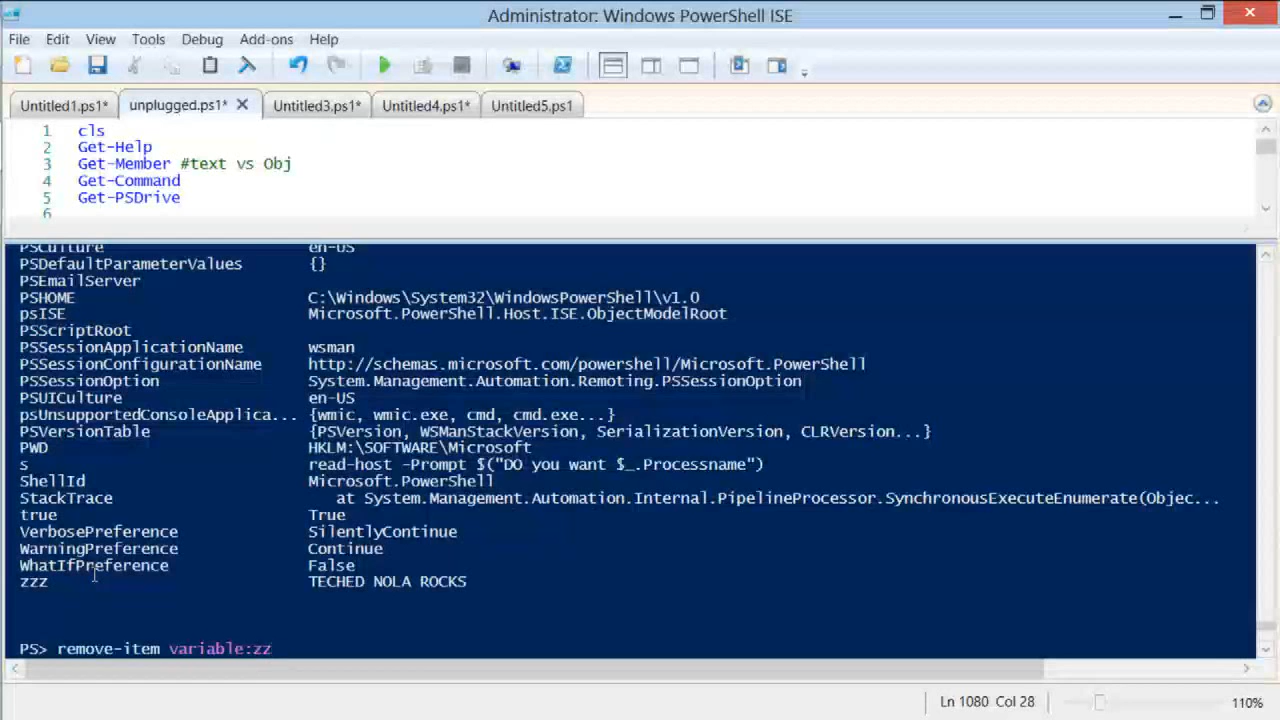 Administrator: Windows PowerShell ISE
File Edit View Tools Debug Add-ons Help
Untitled1.ps1* unplugged.ps1* Untitled3.ps1* Untitled4.ps1* Untitled5.ps1
1 cls
2 Get-Help
3 Get-Member #text vs Obj
4 Get-Command
5 Get-PSDrive
6
PSCulture en-US
PSDefaultParameterValues {}
PSEmailServer
PSHOME C:\Windows\System32\WindowsPowerShell\v1.0
psISE Microsoft.PowerShell.Host.ISE.ObjectModelRoot
PSScriptRoot
PSSessionApplicationName wsman
PSSessionConfigurationName http://schemas.microsoft.com/powershell/Microsoft.PowerShell
PSSessionOption System.Management.Automation.Remoting.PSSessionOption
PSUICulture en-US
psUnsupportedConsoleApplica... {wmic, wmic.exe, cmd, cmd.exe...}
PSVersionTable {PSVersion, WSManStackVersion, SerializationVersion, CLRVersion...}
PWD HKLM:\SOFTWARE\Microsoft
s read-host -Prompt $("DO you want $_.Processname")
ShellId Microsoft.PowerShell
StackTrace at System.Management.Automation.Internal.PipelineProcessor.SynchronousExecuteEnumerate(Objec...
true True
VerbosePreference SilentlyContinue
WarningPreference Continue
WhatIfPreference False
zzz TECHED NOLA ROCKS
PS> remove-item variable:zz
Ln 1080 Col 28 110%